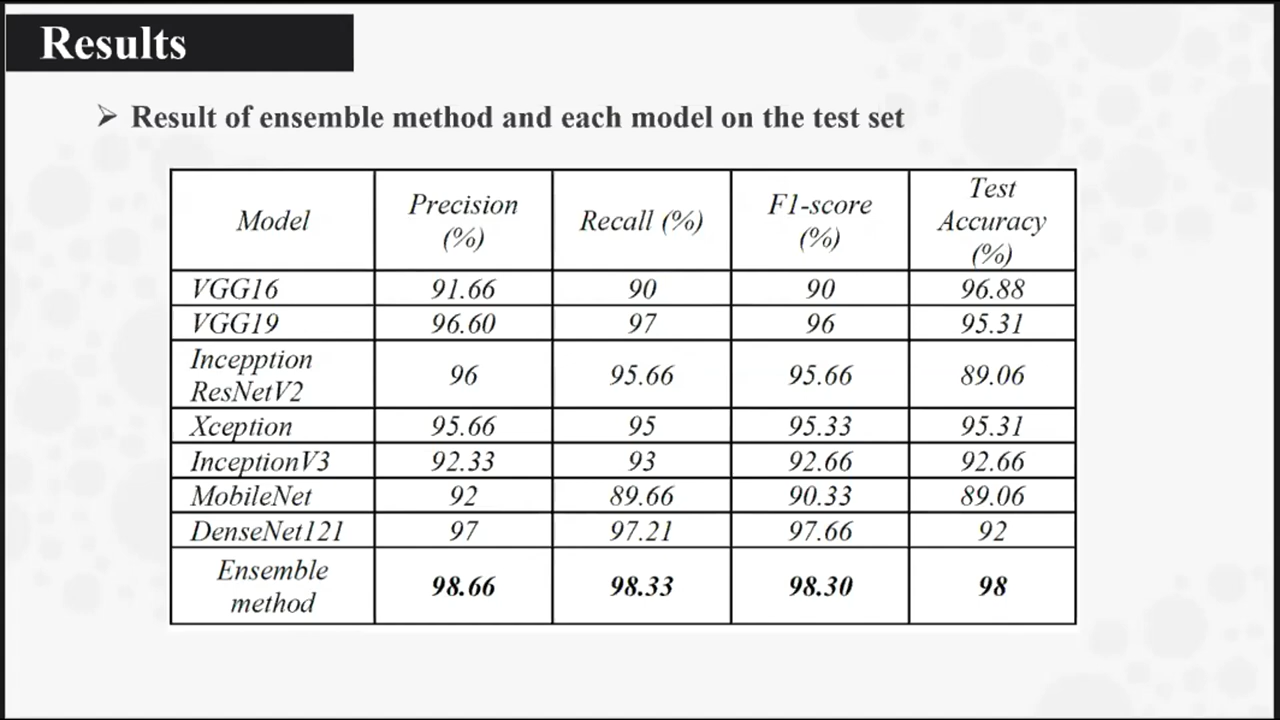 Results
➢ Result of ensemble method and each model on the test set
Model Precision (%) Recall (%) F1-score (%) Test Accuracy (%)
VGG16 91.66 90 90 96.88
VGG19 96.60 97 96 95.31
Incepption ResNetV2 96 95.66 95.66 89.06
Xception 95.66 95 95.33 95.31
InceptionV3 92.33 93 92.66 92.66
MobileNet 92 89.66 90.33 89.06
DenseNet121 97 97.21 97.66 92
Ensemble method 98.66 98.33 98.30 98